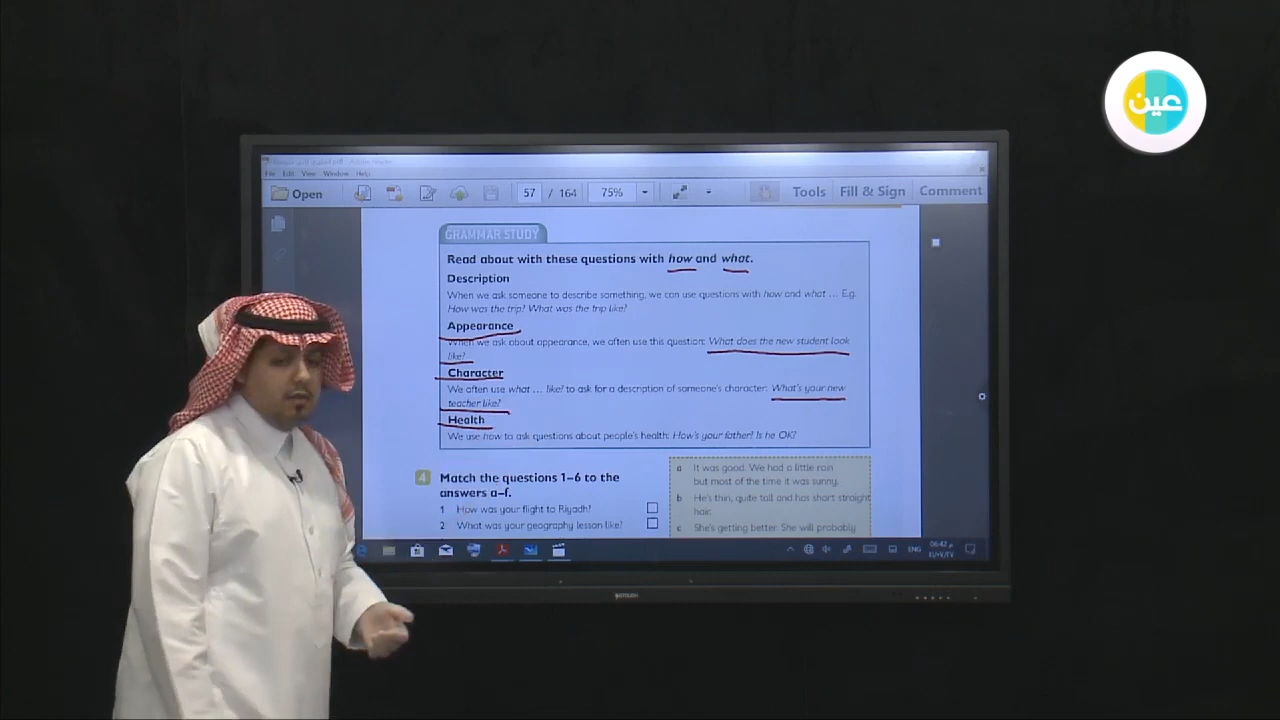 عين
File Edit View Window Help
Open 57 / 164 75% Tools Fill & Sign Comment
GRAMMAR STUDY
Read about with these questions with how and what.
Description
When we ask someone to describe something, we can use questions with how and what ... E.g.
How was the trip? What was the trip like?
Appearance
When we ask about appearance, we often use this question: What does the new student look
like?
Character
We often use what ... like? to ask for a description of someone's character: What's your new
teacher like?
Health
We use how to ask questions about people's health: How's your father? Is he OK?
4 Match the questions 1–6 to the
answers a–f.
1 How was your flight to Riyadh?
2 What was your geography lesson like?
a It was good. We had a little rain
but most of the time it was sunny.
b He's thin, quite tall and has short straight
hair.
c She's getting better. She will probably
ENG